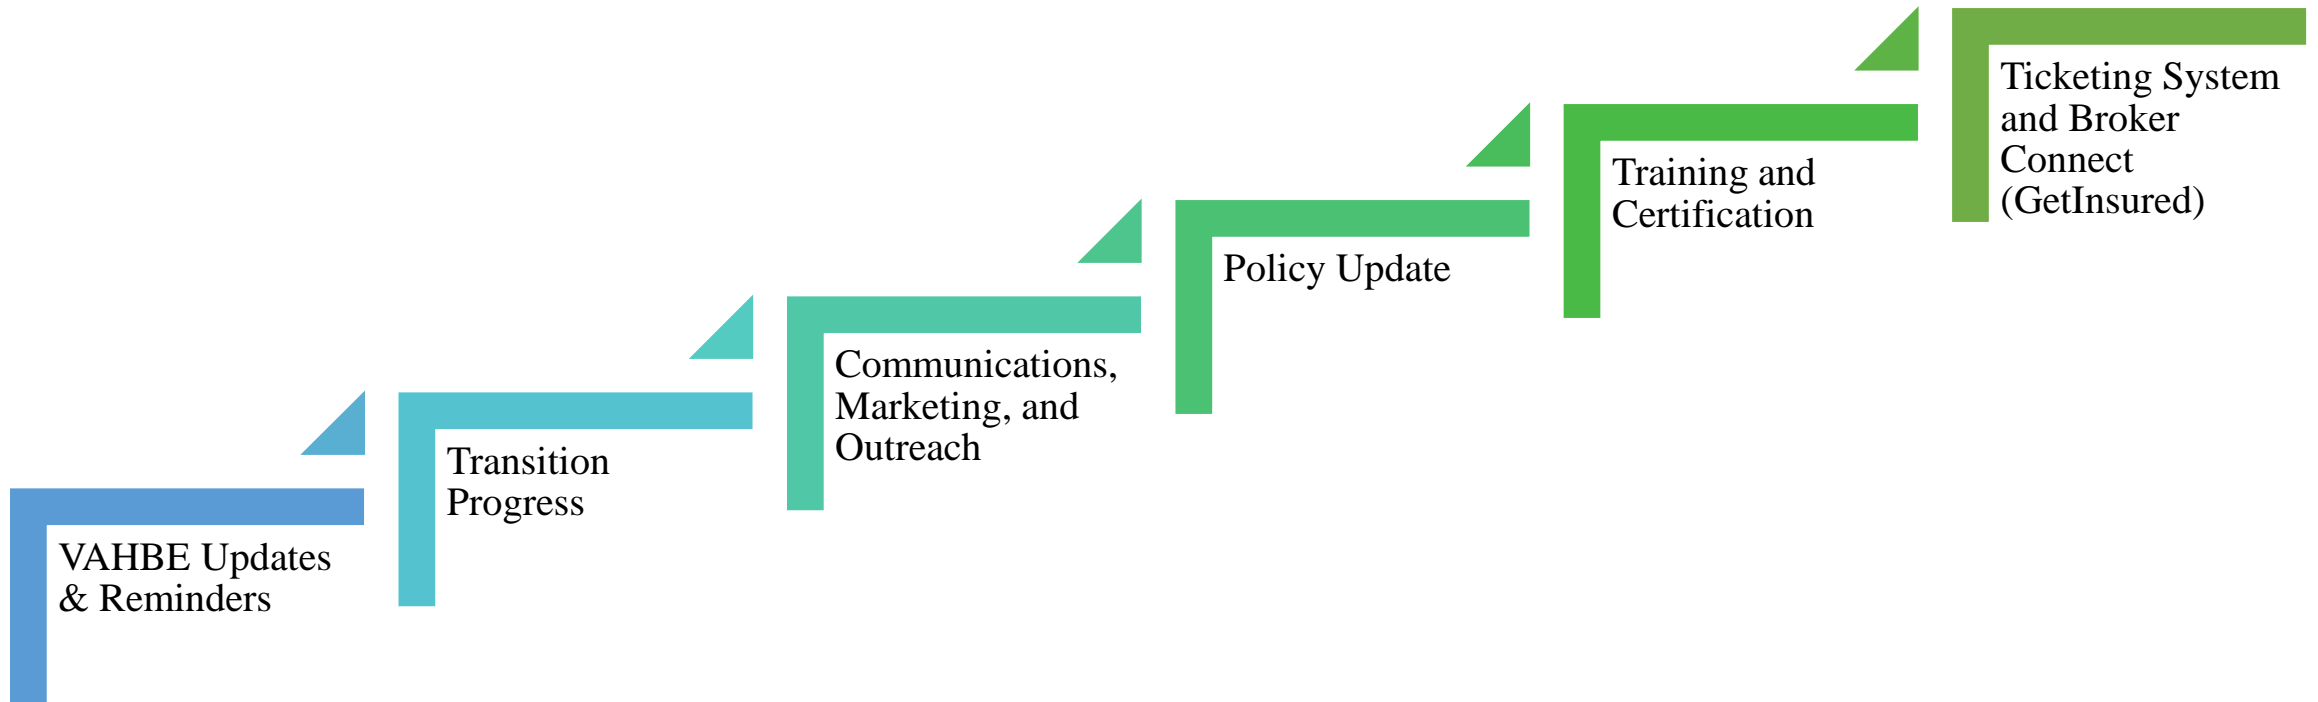 VAHBE Updates
& Reminders
Transition
Progress
Communications,
Marketing, and
Outreach
Policy Update
Training and
Certification
Ticketing System
and Broker
Connect
(GetInsured)